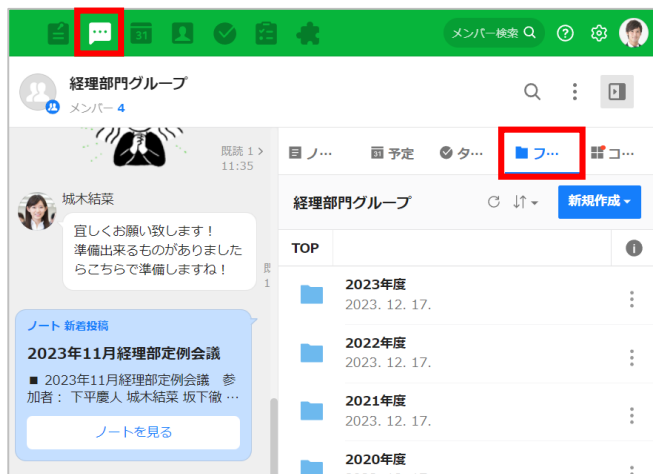 31
メンバー検索
経理部門グループ
メンバー 4
既読 1 >
11:35
城木結菜
宜しくお願い致します！
準備出来るものがありました
らこちらで準備しますね！
ノート 新着投稿
2023年11月経理部定例会議
■ 2023年11月経理部定例会議　参
加者： 下平慶人 城木結菜 坂下徹 …
ノートを見る
ノ…
31 予定
タ…
フ…
コ…
経理部門グループ
新規作成
TOP
2023年度
2023. 12. 17.
2022年度
2023. 12. 17.
2021年度
2023. 12. 17.
2020年度